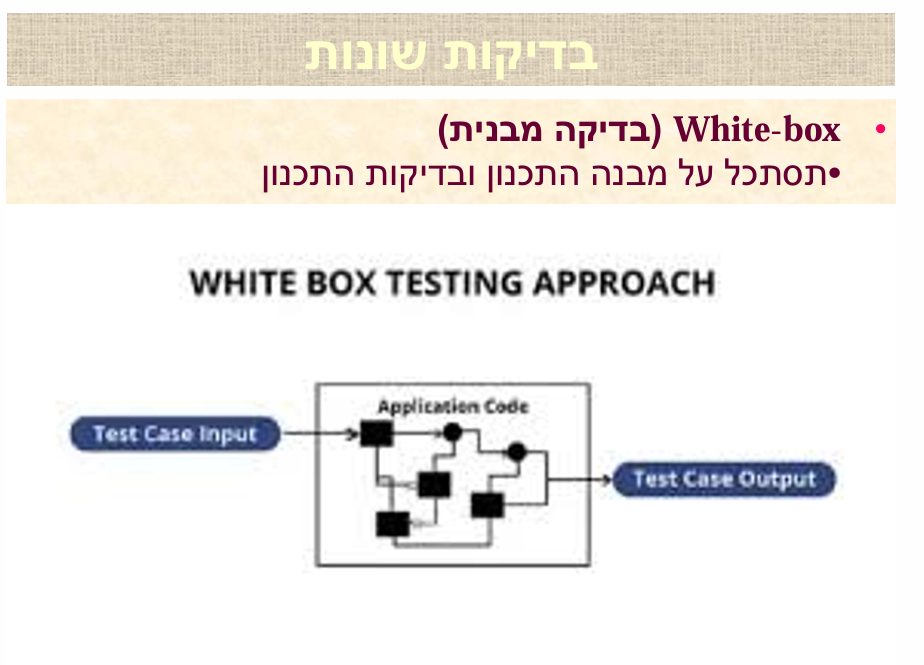 בדיקות שונות
• White-box (בדיקה מבנית)
•תסתכל על מבנה התכנון ובדיקות התכנון
WHITE BOX TESTING APPROACH
Application Code
Test Case Input
Test Case Output